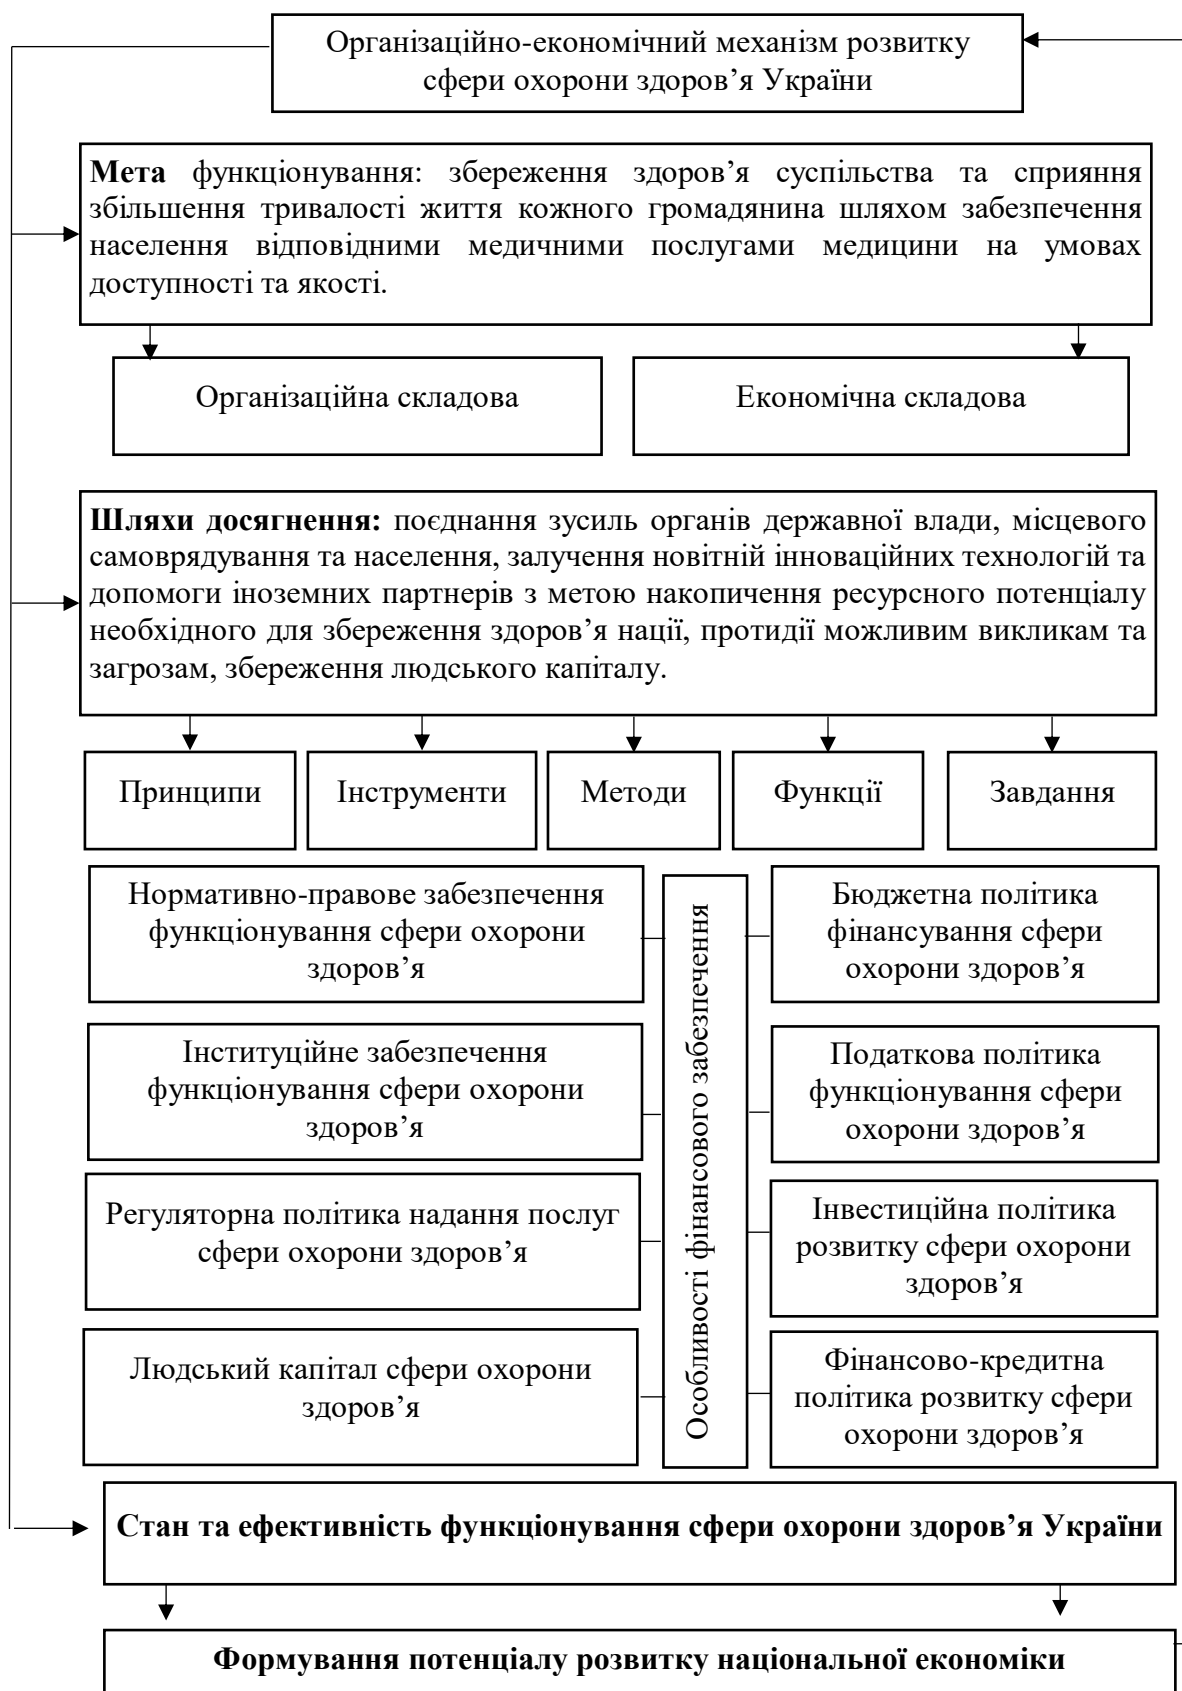 Організаційно-економічний механізм розвитку
сфери охорони здоров’я України
Мета функціонування: збереження здоров’я суспільства та сприяння
збільшення тривалості життя кожного громадянина шляхом забезпечення
населення відповідними медичними послугами медицини на умовах
доступності та якості.
Організаційна складова
Економічна складова
Шляхи досягнення: поєднання зусиль органів державної влади, місцевого
самоврядування та населення, залучення новітній інноваційних технологій та
допомоги іноземних партнерів з метою накопичення ресурсного потенціалу
необхідного для збереження здоров’я нації, протидії можливим викликам та
загрозам, збереження людського капіталу.
Принципи
Інструменти
Методи
Функції
Завдання
Нормативно-правове забезпечення
функціонування сфери охорони
здоров’я
Інституційне забезпечення
функціонування сфери охорони
здоров’я
Регуляторна політика надання послуг
сфери охорони здоров’я
Людський капітал сфери охорони
здоров’я
Особливості фінансового забезпечення
Бюджетна політика
фінансування сфери
охорони здоров’я
Податкова політика
функціонування сфери
охорони здоров’я
Інвестиційна політика
розвитку сфери охорони
здоров’я
Фінансово-кредитна
політика розвитку сфери
охорони здоров’я
Стан та ефективність функціонування сфери охорони здоров’я України
Формування потенціалу розвитку національної економіки